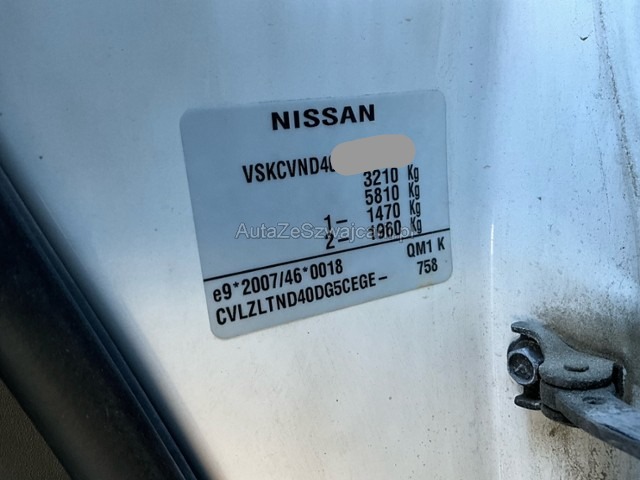 NISSAN
VSKCVND40
3210 Kg
5810 Kg
1– 1470 Kg
2– 1960 Kg
AutaZeSzwajcarii.pl
e9*2007/46*0018 QM1 K
CVLZLTND40DG5CEGE– 758